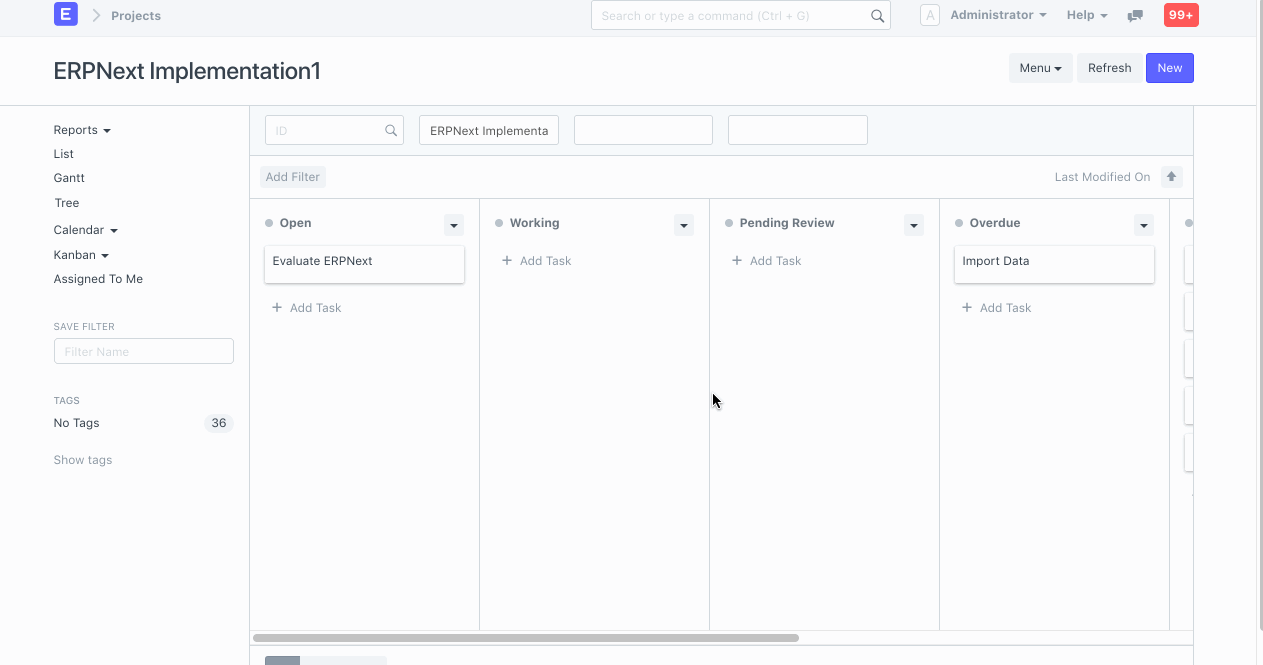 E Projects Search or type a command (Ctrl + G) A Administrator Help 99+
ERPNext Implementation1 Menu Refresh New
Reports
List
Gantt
Tree
Calendar
Kanban
Assigned To Me
SAVE FILTER
Filter Name
TAGS
No Tags 36
Show tags
ID ERPNext Implementa
Add Filter Last Modified On
Open Working Pending Review Overdue
Evaluate ERPNext + Add Task + Add Task Import Data
+ Add Task + Add Task